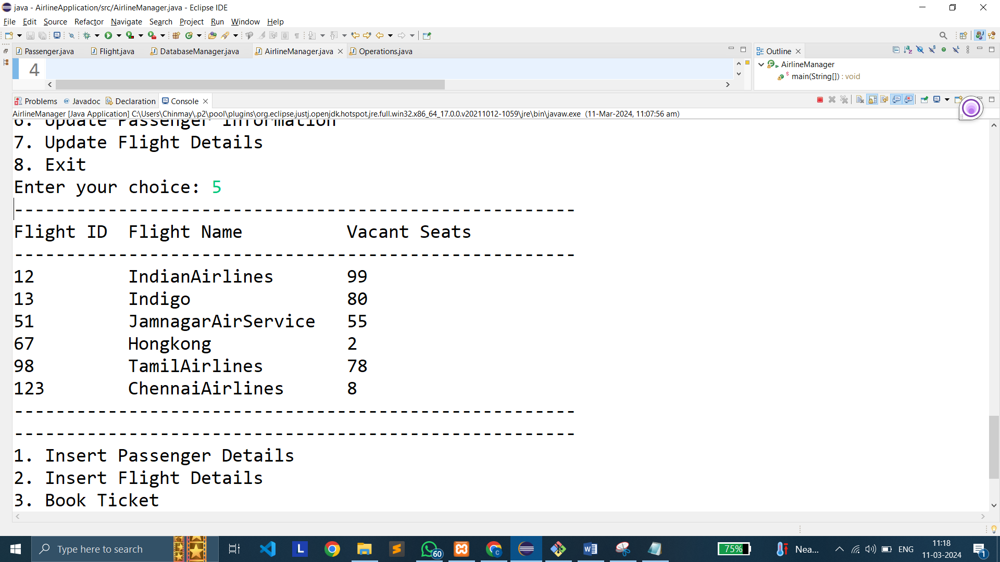 java - AirlineApplication/src/AirlineManager.java - Eclipse IDE
File Edit Source Refactor Navigate Search Project Run Window Help
Passenger.java Flight.java DatabaseManager.java AirlineManager.java Operations.java
Outline
4
AirlineManager
main(String[]) : void
Problems Javadoc Declaration Console
AirlineManager [Java Application] C:\Users\Chinmay\.p2\pool\plugins\org.eclipse.justj.openjdk.hotspot.jre.full.win32.x86_64_17.0.0.v20211012-1059\jre\bin\javaw.exe (11-Mar-2024, 11:07:56 am)
6. Update Passenger Information
7. Update Flight Details
8. Exit
Enter your choice: 5
------------------------------------------------------
Flight ID Flight Name Vacant Seats
------------------------------------------------------
12 IndianAirlines 99
13 Indigo 80
51 JamnagarAirService 55
67 Hongkong 2
98 TamilAirlines 78
123 ChennaiAirlines 8
------------------------------------------------------
------------------------------------------------------
1. Insert Passenger Details
2. Insert Flight Details
3. Book Ticket
Type here to search
60
75%
Nea...
ENG
11:18
11-03-2024
1